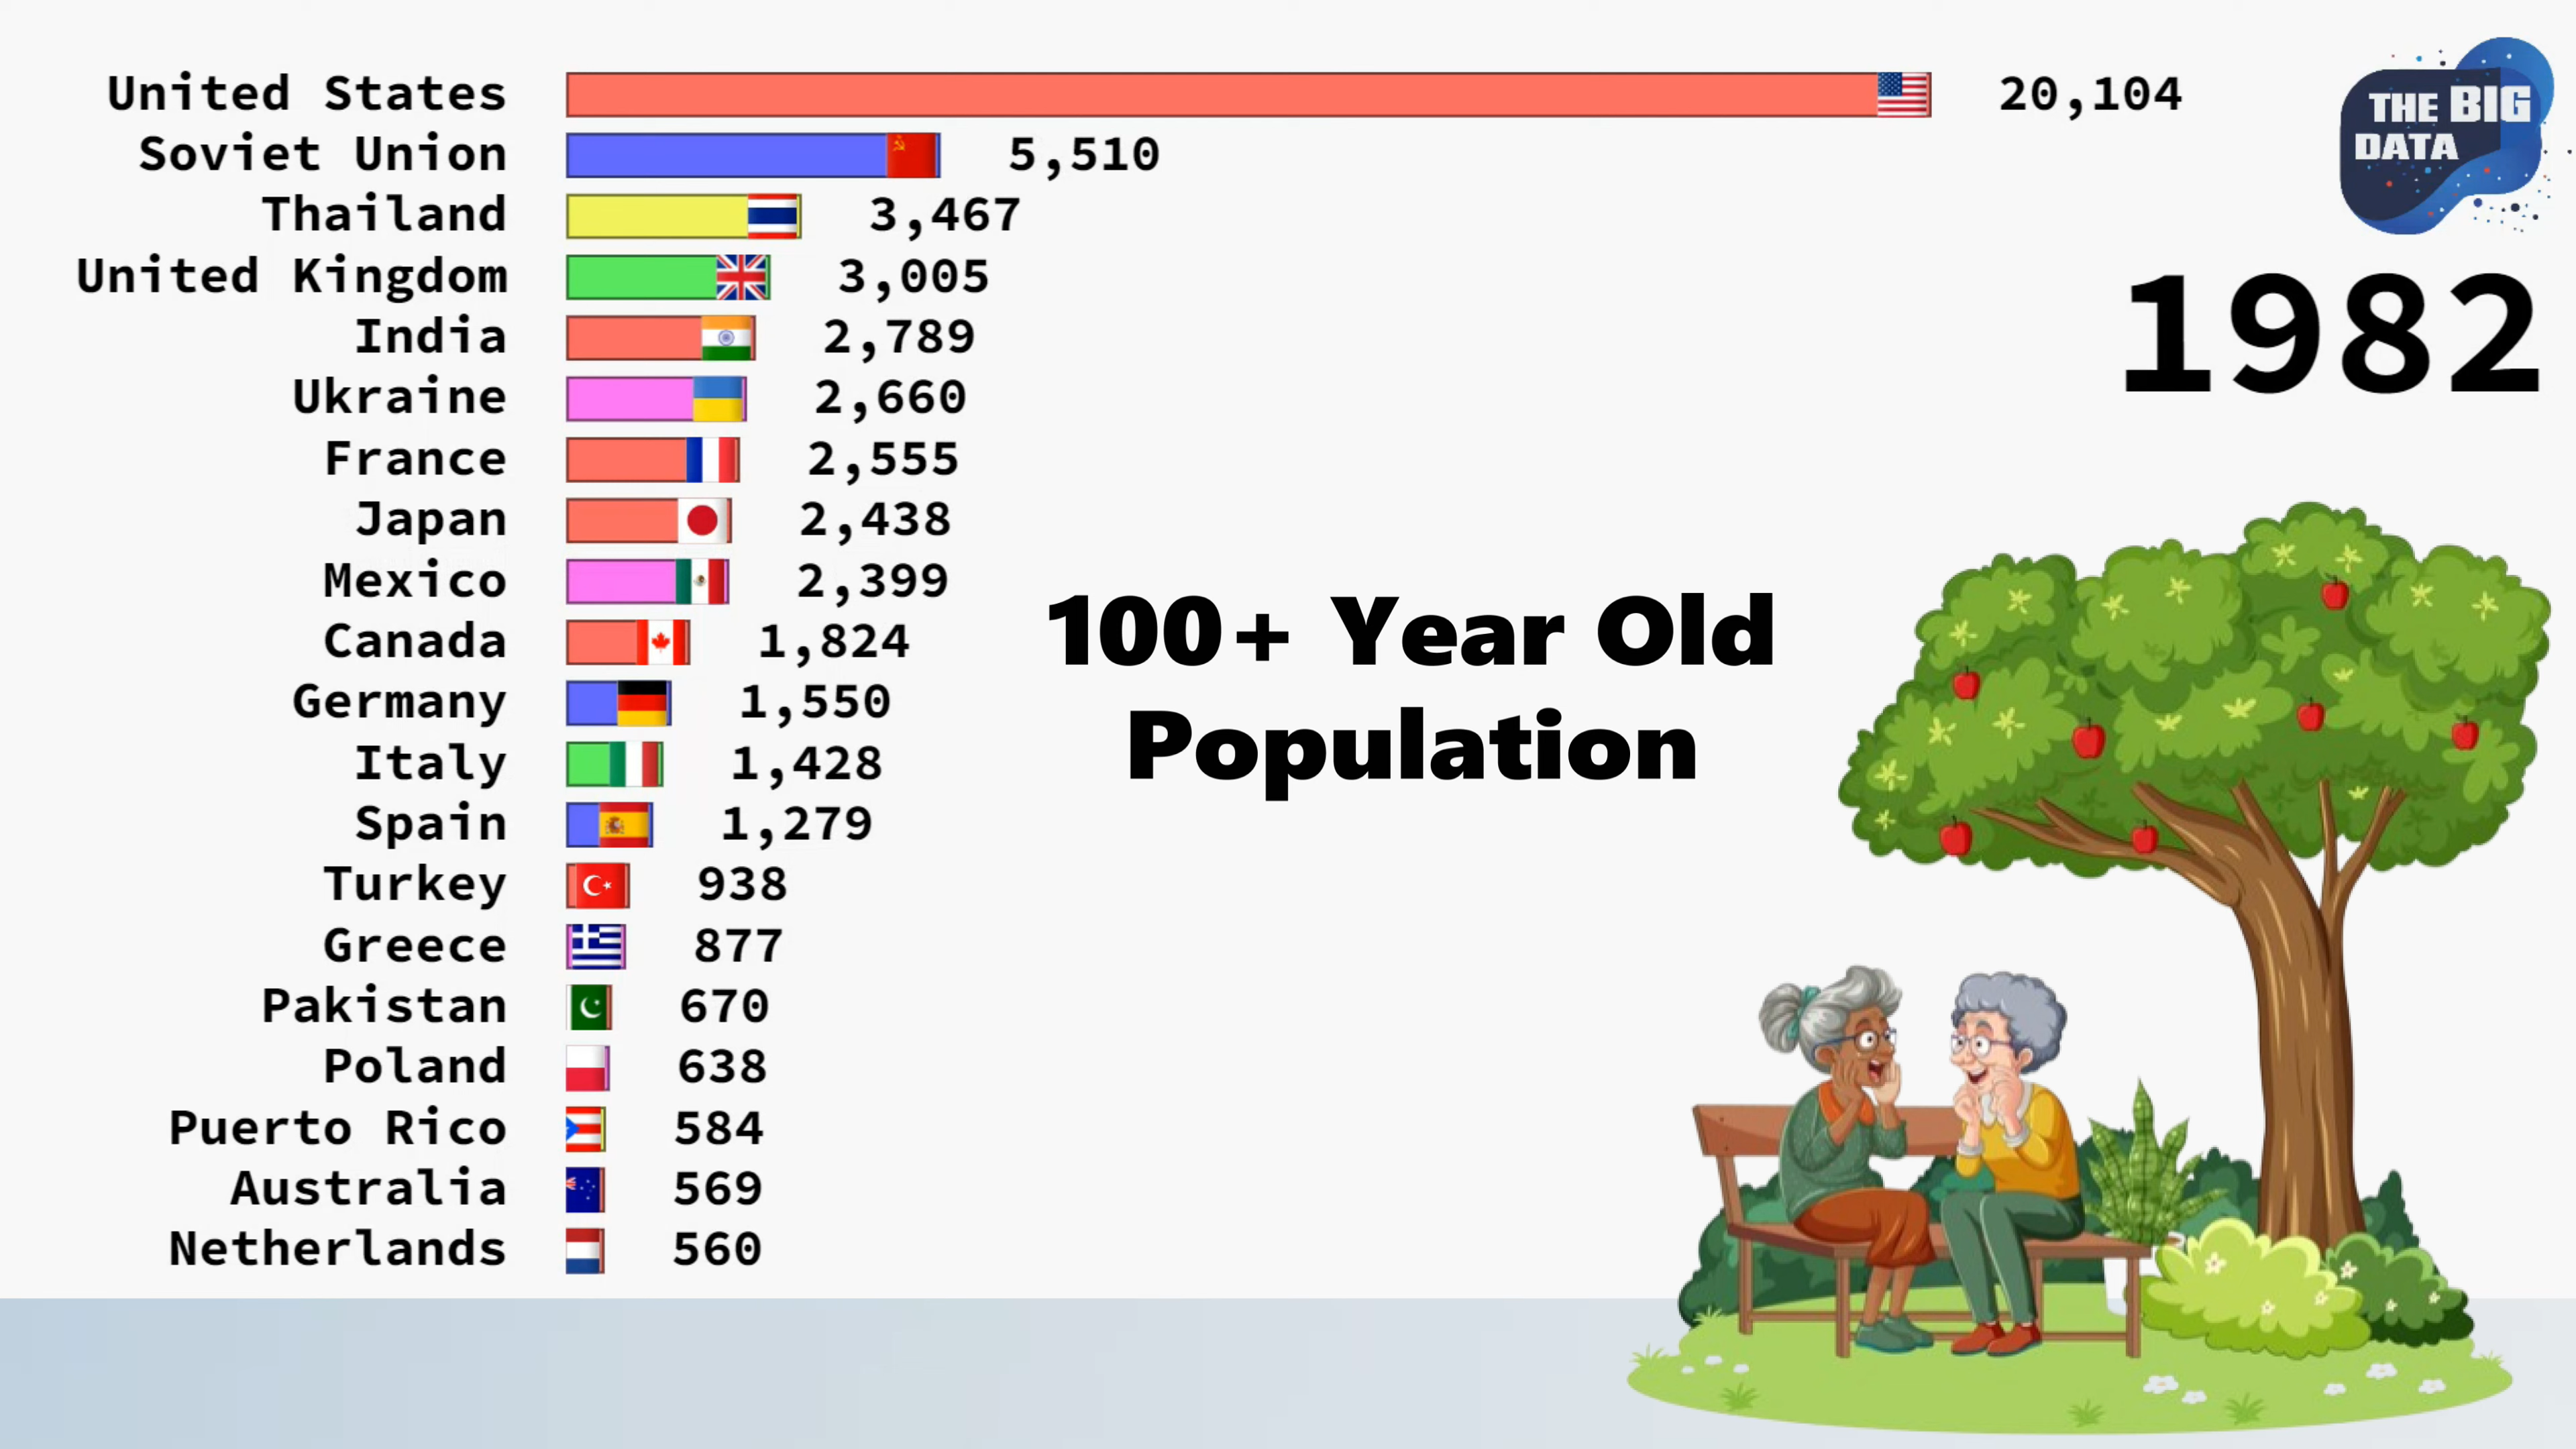 United States 20,104
Soviet Union 5,510
Thailand 3,467
United Kingdom 3,005
India 2,789
Ukraine 2,660
France 2,555
Japan 2,438
Mexico 2,399
Canada 1,824
Germany 1,550
Italy 1,428
Spain 1,279
Turkey 938
Greece 877
Pakistan 670
Poland 638
Puerto Rico 584
Australia 569
Netherlands 560
THE BIG
DATA
1982
100+ Year Old
Population